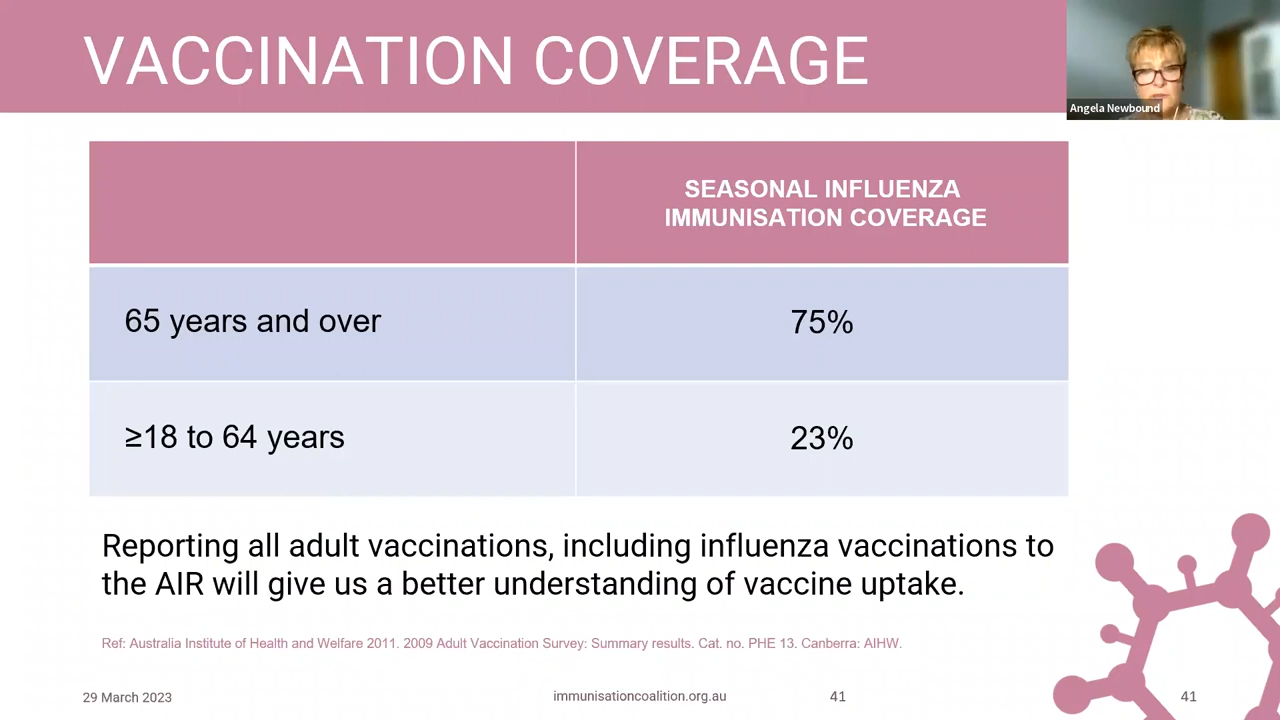 VACCINATION COVERAGE
Angela Newbound
SEASONAL INFLUENZA
IMMUNISATION COVERAGE
65 years and over
75%
≥18 to 64 years
23%
Reporting all adult vaccinations, including influenza vaccinations to
the AIR will give us a better understanding of vaccine uptake.
Ref: Australia Institute of Health and Welfare 2011. 2009 Adult Vaccination Survey: Summary results. Cat. no. PHE 13. Canberra: AIHW.
29 March 2023
immunisationcoalition.org.au
41
41